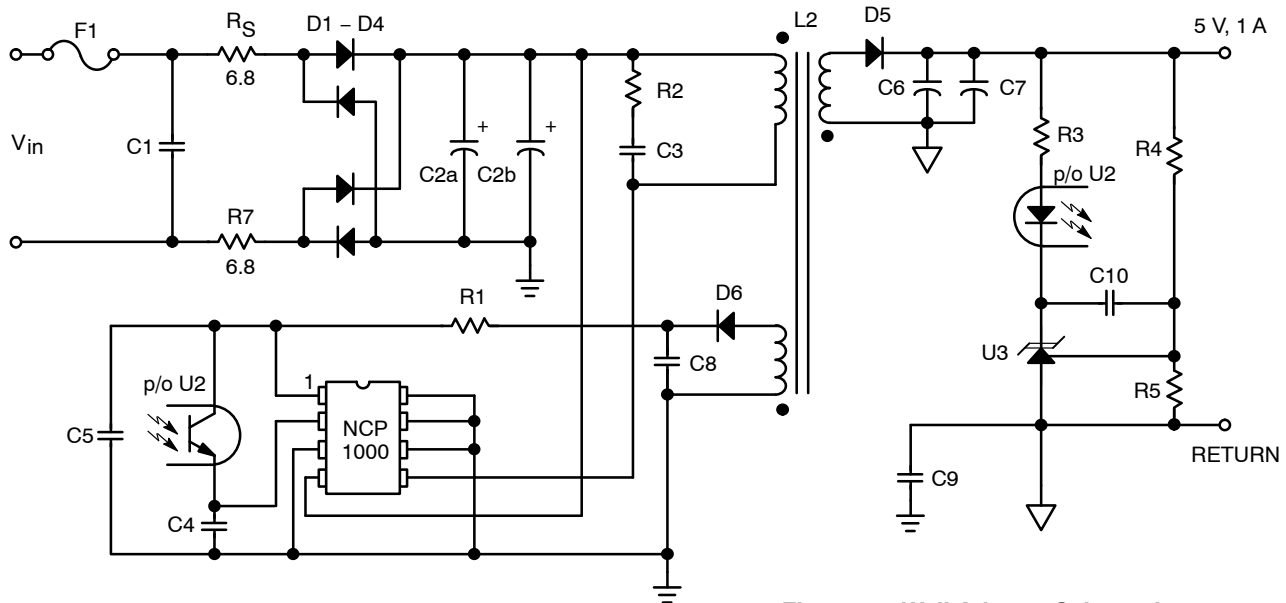 F1
RS
6.8
D1 – D4
L2
D5
5 V, 1 A
R2
C3
C6
C7
R3
R4
p/o U2
Vin
C1
+
+
C2a
C2b
R7
6.8
R1
D6
C8
C10
U3
R5
RETURN
C9
p/o U2
1
NCP
1000
C5
C4